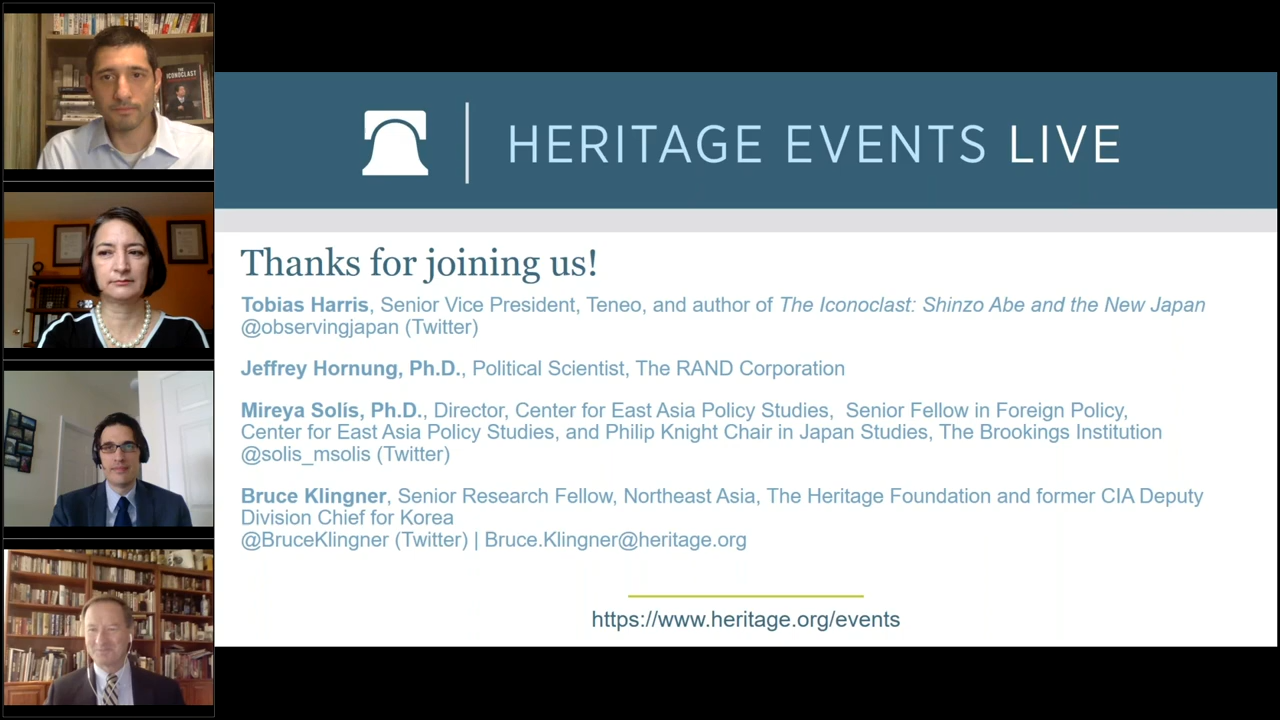 THE
ICONOCLAST
HERITAGE EVENTS LIVE
Thanks for joining us!
Tobias Harris, Senior Vice President, Teneo, and author of The Iconoclast: Shinzo Abe and the New Japan
@observingjapan (Twitter)
Jeffrey Hornung, Ph.D., Political Scientist, The RAND Corporation
Mireya Solís, Ph.D., Director, Center for East Asia Policy Studies, Senior Fellow in Foreign Policy,
Center for East Asia Policy Studies, and Philip Knight Chair in Japan Studies, The Brookings Institution
@solis_msolis (Twitter)
Bruce Klingner, Senior Research Fellow, Northeast Asia, The Heritage Foundation and former CIA Deputy
Division Chief for Korea
@BruceKlingner (Twitter) | Bruce.Klingner@heritage.org
https://www.heritage.org/events